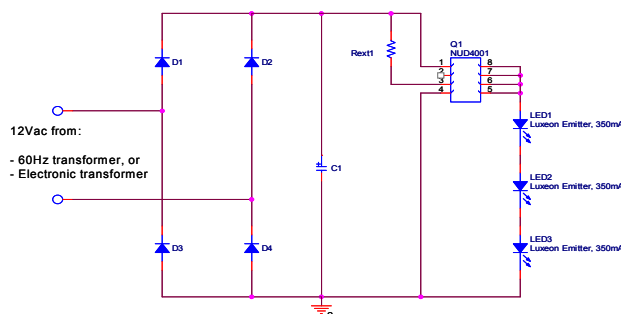 D1
D2
Rext1
Q1
NUD4001
1
2
3
4
8
7
6
5
12Vac from:
- 60Hz transformer, or
- Electronic transformer
C1
LED1
Luxeon Emitter, 350mA
LED2
Luxeon Emitter, 350mA
D3
D4
LED3
Luxeon Emitter, 350mA